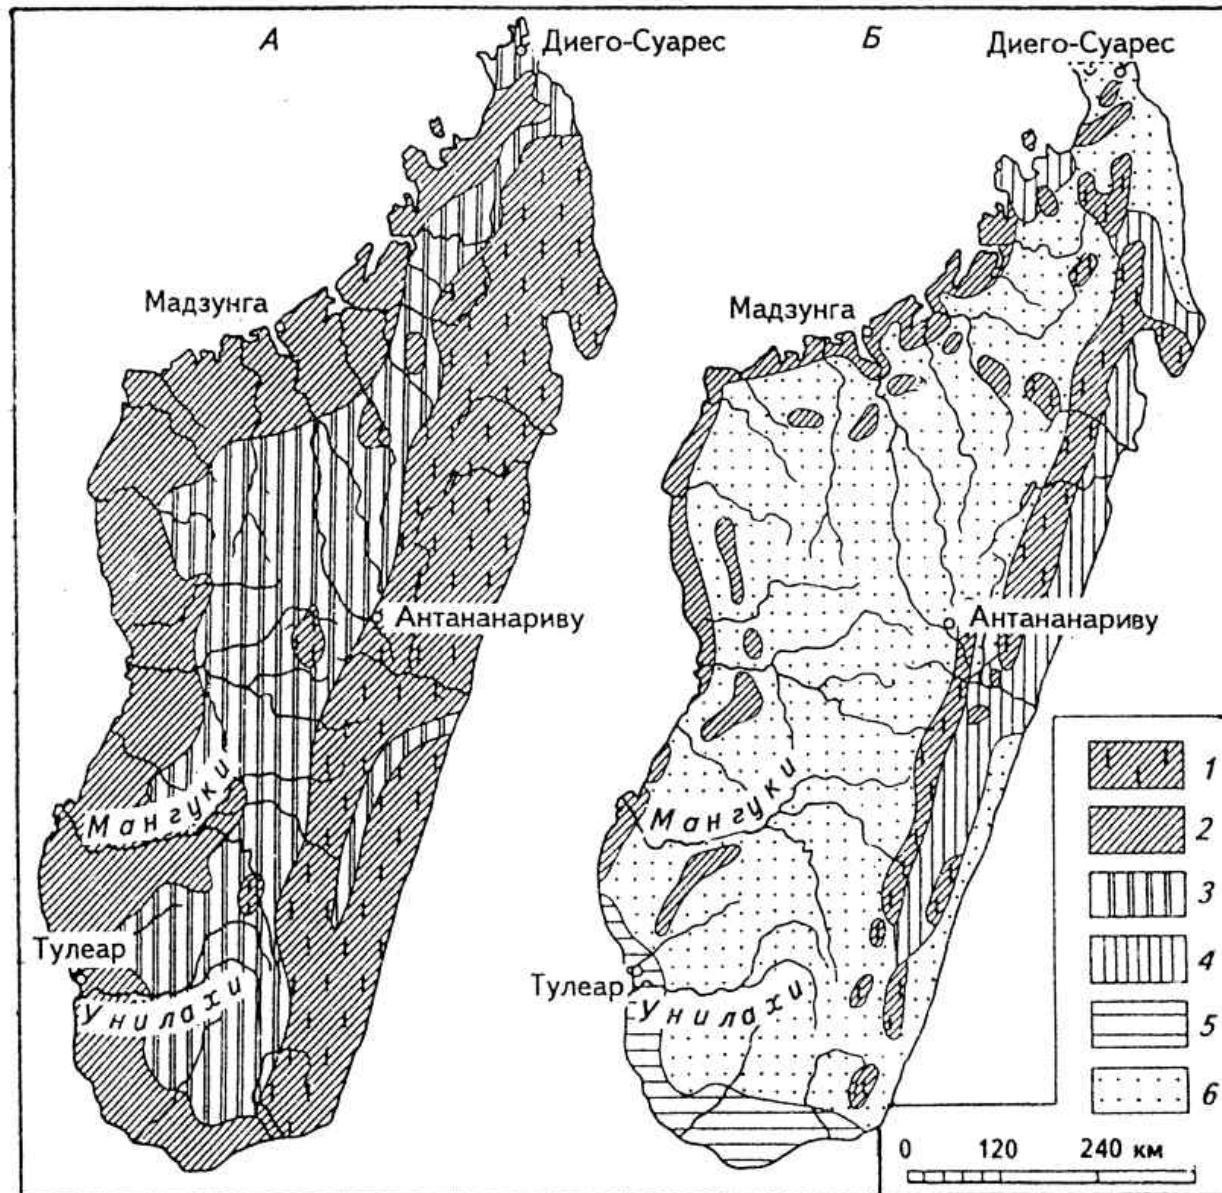 А
Диего-Суарес
Мадзунга
Антананариву
Мангуки
Тулеар
Унилахи
Б
Диего-Суарес
Мадзунга
Антананариву
Мангуки
Тулеар
Унилахи
1
2
3
4
5
6
0 120 240 км